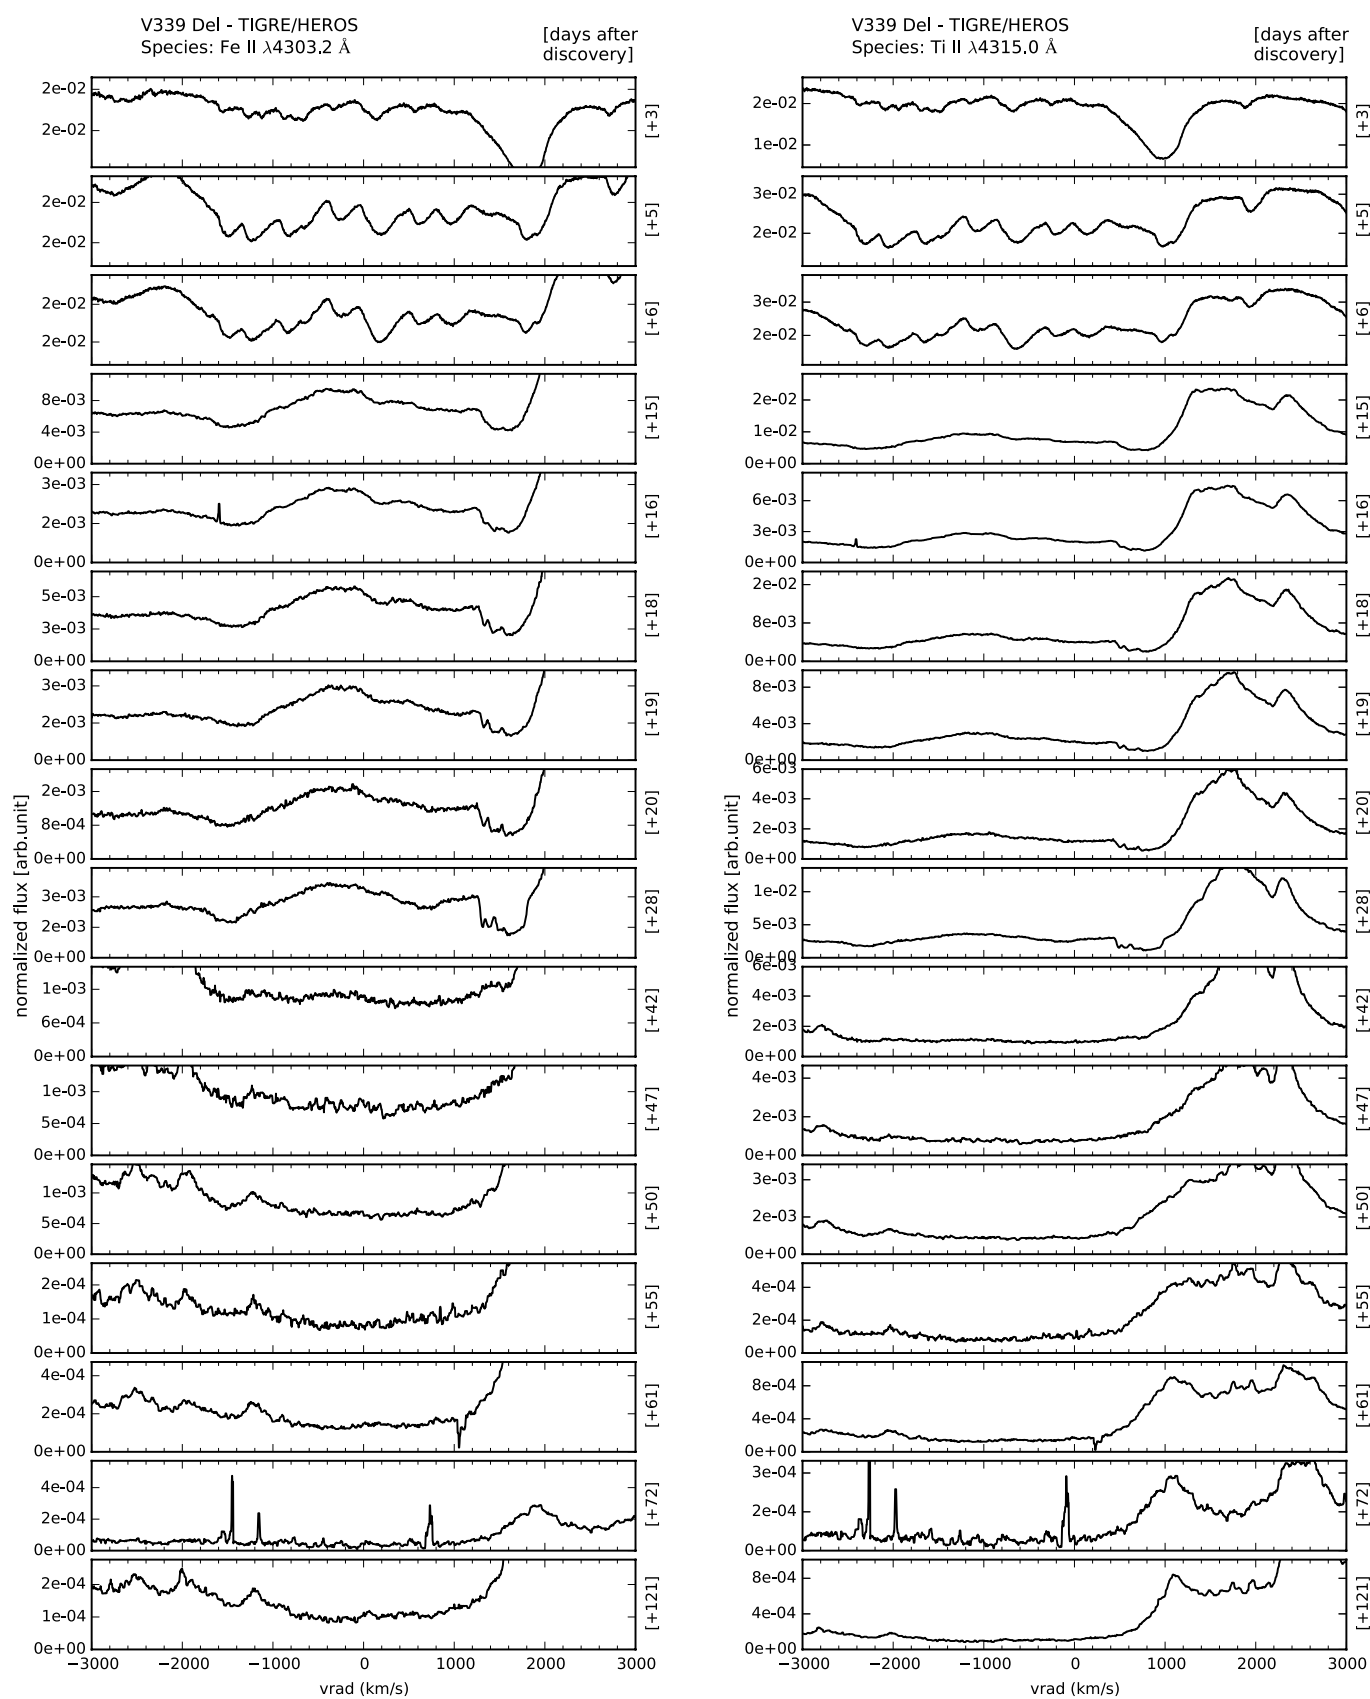 V339 Del - TIGRE/HEROS
Species: Fe II λ4303.2 Å
[days after
discovery]
2e-02
2e-02
[+3]
2e-02
2e-02
[+5]
2e-02
2e-02
[+6]
8e-03
4e-03
0e+00
[+15]
3e-03
2e-03
0e+00
[+16]
5e-03
3e-03
0e+00
[+18]
3e-03
2e-03
0e+00
[+19]
2e-03
8e-04
0e+00
[+20]
3e-03
2e-03
0e+00
[+28]
1e-03
6e-04
0e+00
[+42]
1e-03
5e-04
0e+00
[+47]
1e-03
5e-04
0e+00
[+50]
2e-04
1e-04
0e+00
[+55]
4e-04
2e-04
0e+00
[+61]
4e-04
2e-04
0e+00
[+72]
2e-04
1e-04
0e+00
[+121]
−3000 −2000 −1000 0 1000 2000 3000
vrad (km/s)
normalized flux [arb.unit]
V339 Del - TIGRE/HEROS
Species: Ti II λ4315.0 Å
[days after
discovery]
2e-02
1e-02
[+3]
3e-02
2e-02
[+5]
3e-02
2e-02
[+6]
2e-02
1e-02
0e+00
[+15]
6e-03
3e-03
0e+00
[+16]
2e-02
8e-03
0e+00
[+18]
8e-03
4e-03
0e+00
[+19]
6e-03
4e-03
2e-03
0e+00
[+20]
1e-02
5e-03
0e+00
[+28]
6e-03
4e-03
2e-03
0e+00
[+42]
4e-03
2e-03
0e+00
[+47]
3e-03
2e-03
0e+00
[+50]
4e-04
2e-04
0e+00
[+55]
8e-04
4e-04
0e+00
[+61]
3e-04
2e-04
0e+00
[+72]
8e-04
4e-04
0e+00
[+121]
−3000 −2000 −1000 0 1000 2000 3000
vrad (km/s)
normalized flux [arb.unit]